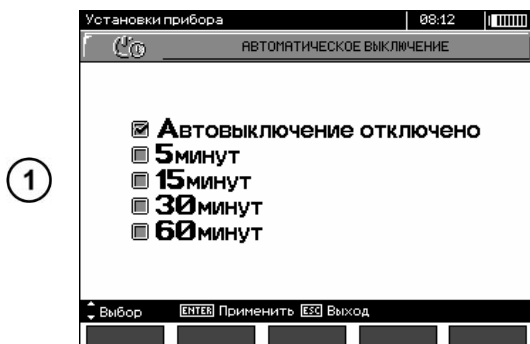 Установки прибора 08:12
АВТОМАТИЧЕСКОЕ ВЫКЛЮЧЕНИЕ
Автовыключение отключено
5минут
1
15минут
30минут
60минут
Выбор ENTER Применить ESC Выход